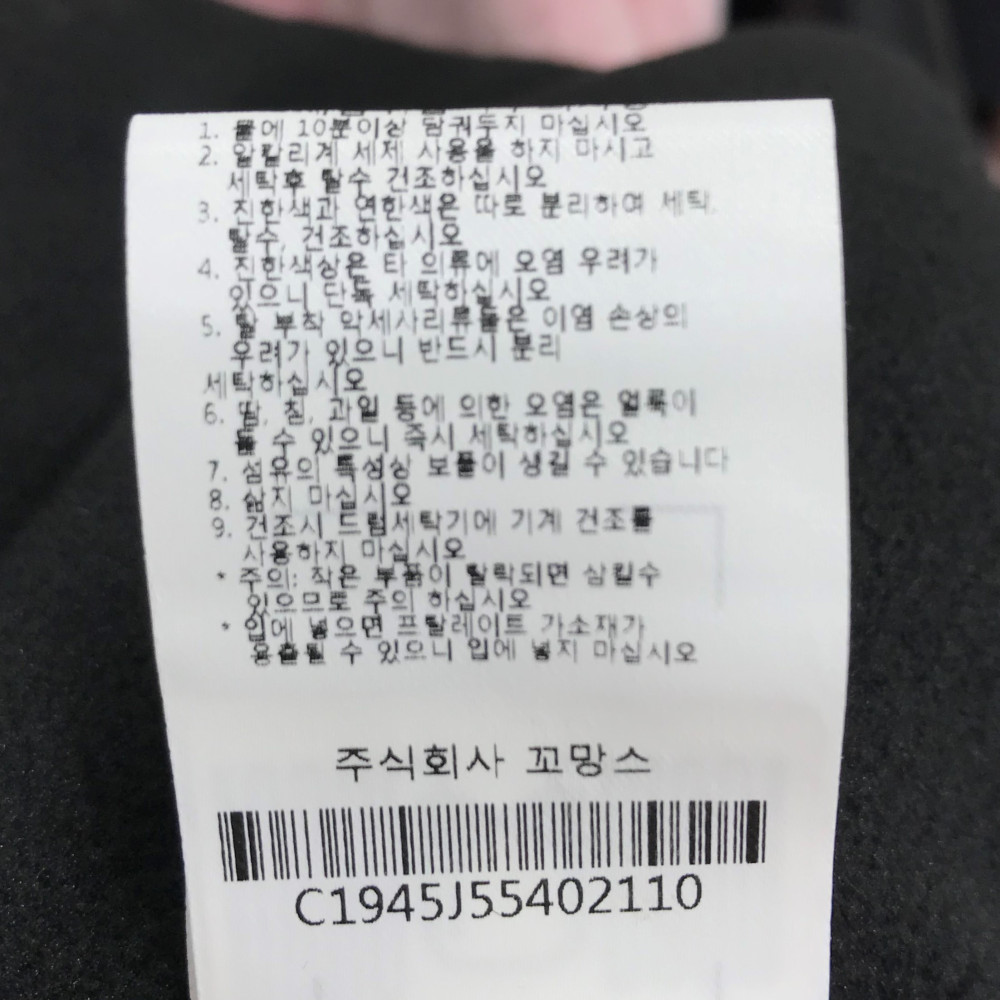 1. 물에 10분이상 담궈두지 마십시오
2. 알칼리계 세제 사용을 하지 마시고
세탁후 탈수 건조하십시오
3. 진한색과 연한색은 따로 분리하여 세탁,
탈수, 건조하십시오
4. 진한색상은 타 의류에 오염 우려가
있으니 단독 세탁하십시오
5. 탈 부착 악세사리류들은 이염 손상의
우려가 있으니 반드시 분리
세탁하십시오
6. 땀, 침, 과일 등에 의한 오염은 얼룩이
될 수 있으니 즉시 세탁하십시오
7. 섬유의 특성상 보풀이 생길 수 있습니다
8. 삶지 마십시오
9. 건조시 드럼세탁기에 기계 건조를
사용하지 마십시오
* 주의: 작은 부품이 탈락되면 삼킬수
있으므로 주의 하십시오
* 입에 넣으면 프탈레이트 가소재가
용출될 수 있으니 입에 넣지 마십시오
주식회사 꼬망스
C1945J55402110